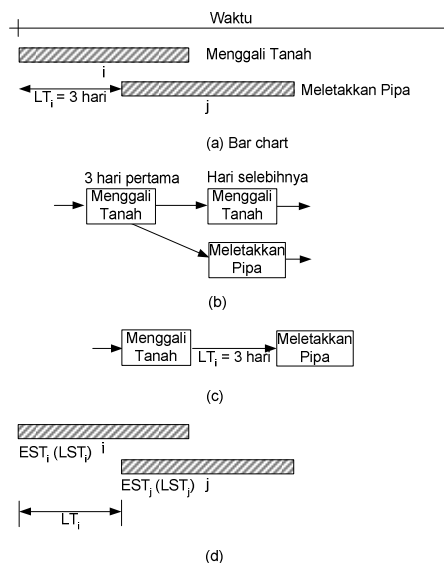 Waktu
Menggali Tanah
i
LTi = 3 hari
Meletakkan Pipa
j
(a) Bar chart
3 hari pertama
Hari selebihnya
Menggali
Tanah
Menggali
Tanah
Meletakkan
Pipa
(b)
Menggali
Tanah
LTi = 3 hari
Meletakkan
Pipa
(c)
ESTi (LSTi) i
ESTj (LSTj) j
LTi
(d)